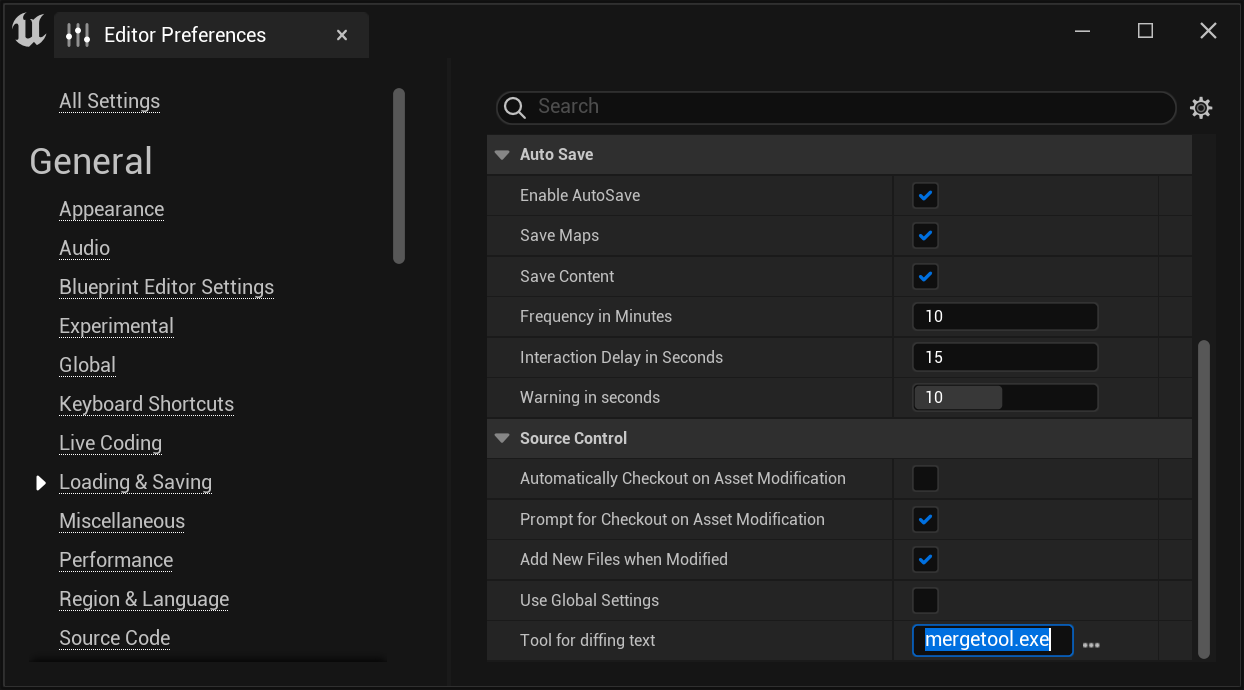 Editor Preferences
All Settings
General
Appearance
Audio
Blueprint Editor Settings
Experimental
Global
Keyboard Shortcuts
Live Coding
Loading & Saving
Miscellaneous
Performance
Region & Language
Source Code
Search
Auto Save
Enable AutoSave
Save Maps
Save Content
Frequency in Minutes 10
Interaction Delay in Seconds 15
Warning in seconds 10
Source Control
Automatically Checkout on Asset Modification
Prompt for Checkout on Asset Modification
Add New Files when Modified
Use Global Settings
Tool for diffing text mergetool.exe